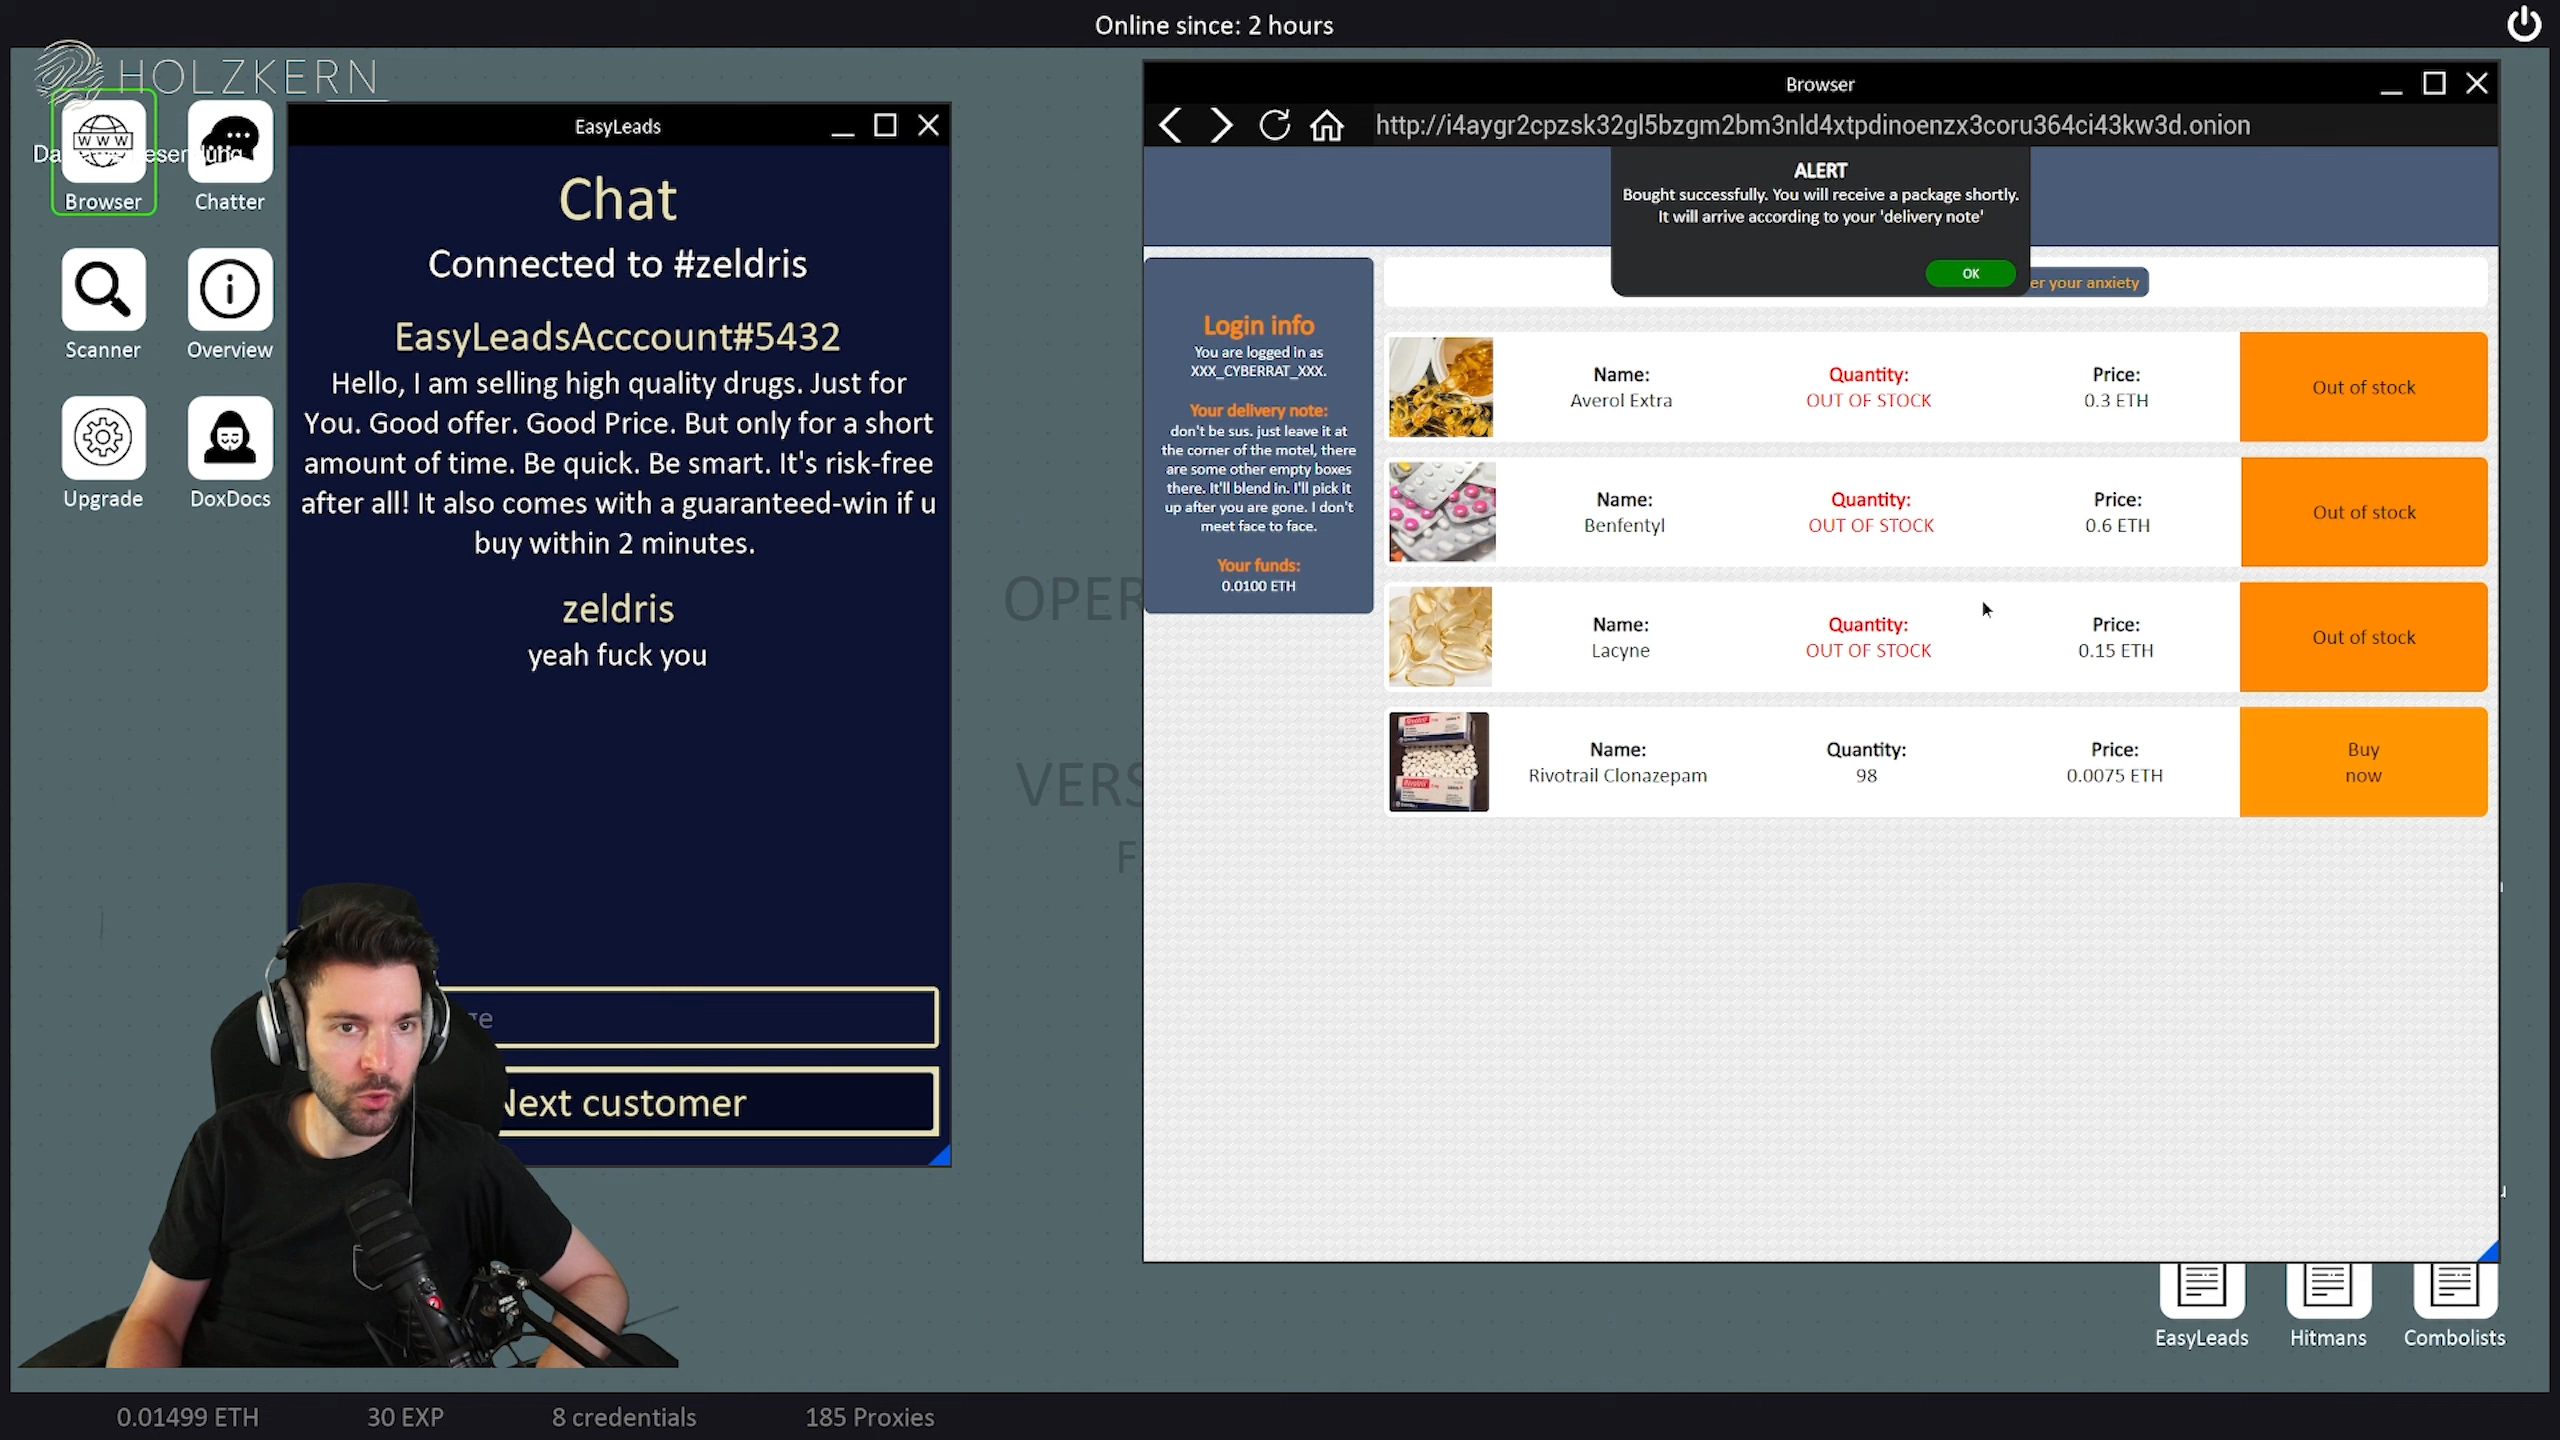 Online since: 2 hours
HOLZKERN
Browser
Chatter
Scanner
Overview
Upgrade
DoxDocs
EasyLeads
Chat
Connected to #zeldris
EasyLeadsAcccount#5432
Hello, I am selling high quality drugs. Just for
You. Good offer. Good Price. But only for a short
amount of time. Be quick. Be smart. It's risk-free
after all! It also comes with a guaranteed-win if u
buy within 2 minutes.
zeldris
yeah fuck you
Next customer
OPER
VERS
F
Browser
http://i4aygr2cpzsk32gl5bzgm2bm3nld4xtpdinoenzx3coru364ci43kw3d.onion
ALERT
Bought successfully. You will receive a package shortly.
It will arrive according to your 'delivery note'
OK
er your anxiety
Login info
You are logged in as
XXX_CYBERRAT_XXX.
Your delivery note:
don't be sus. just leave it at
the corner of the motel, there
are some other empty boxes
there. It'll blend in. I'll pick it
up after you are gone. I don't
meet face to face.
Your funds:
0.0100 ETH
Name: Quantity: Price:
Averol Extra OUT OF STOCK 0.3 ETH
Out of stock
Name: Quantity: Price:
Benfentyl OUT OF STOCK 0.6 ETH
Out of stock
Name: Quantity: Price:
Lacyne OUT OF STOCK 0.15 ETH
Out of stock
Name: Quantity: Price:
Rivotrail Clonazepam 98 0.0075 ETH
Buy
now
EasyLeads
Hitmans
Combolists
0.01499 ETH 30 EXP 8 credentials 185 Proxies